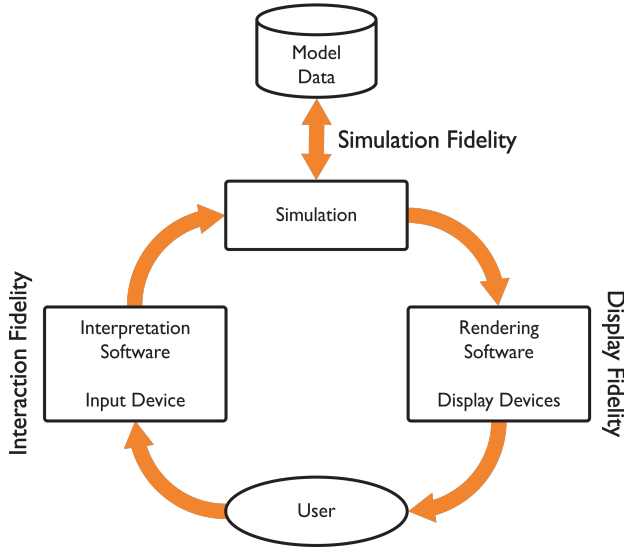 Model
Data
Simulation Fidelity
Simulation
Interaction Fidelity
Interpretation
Software
Input Device
Rendering
Software
Display Devices
Display Fidelity
User